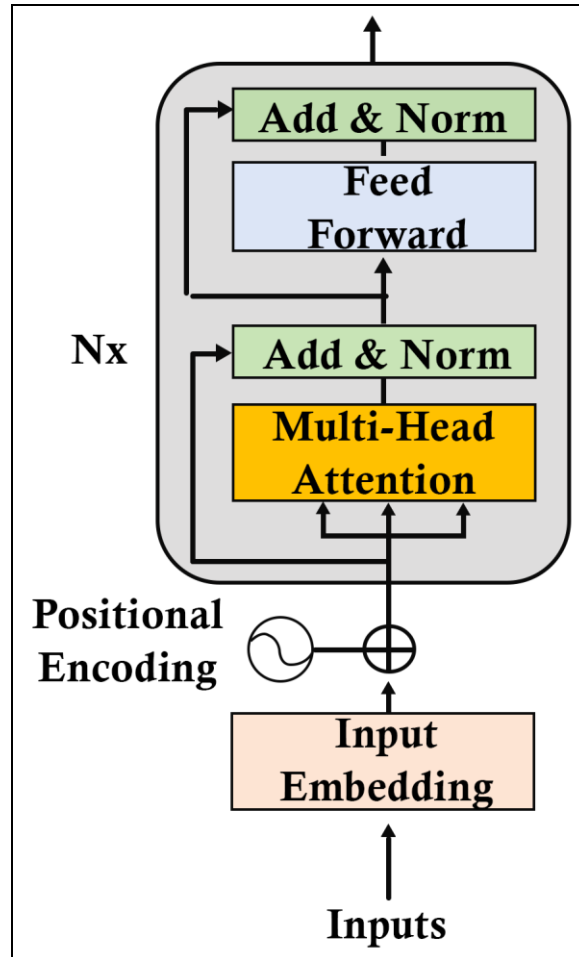 Add & Norm
Feed
Forward
Nx
Add & Norm
Multi-Head
Attention
Positional
Encoding
Input
Embedding
Inputs